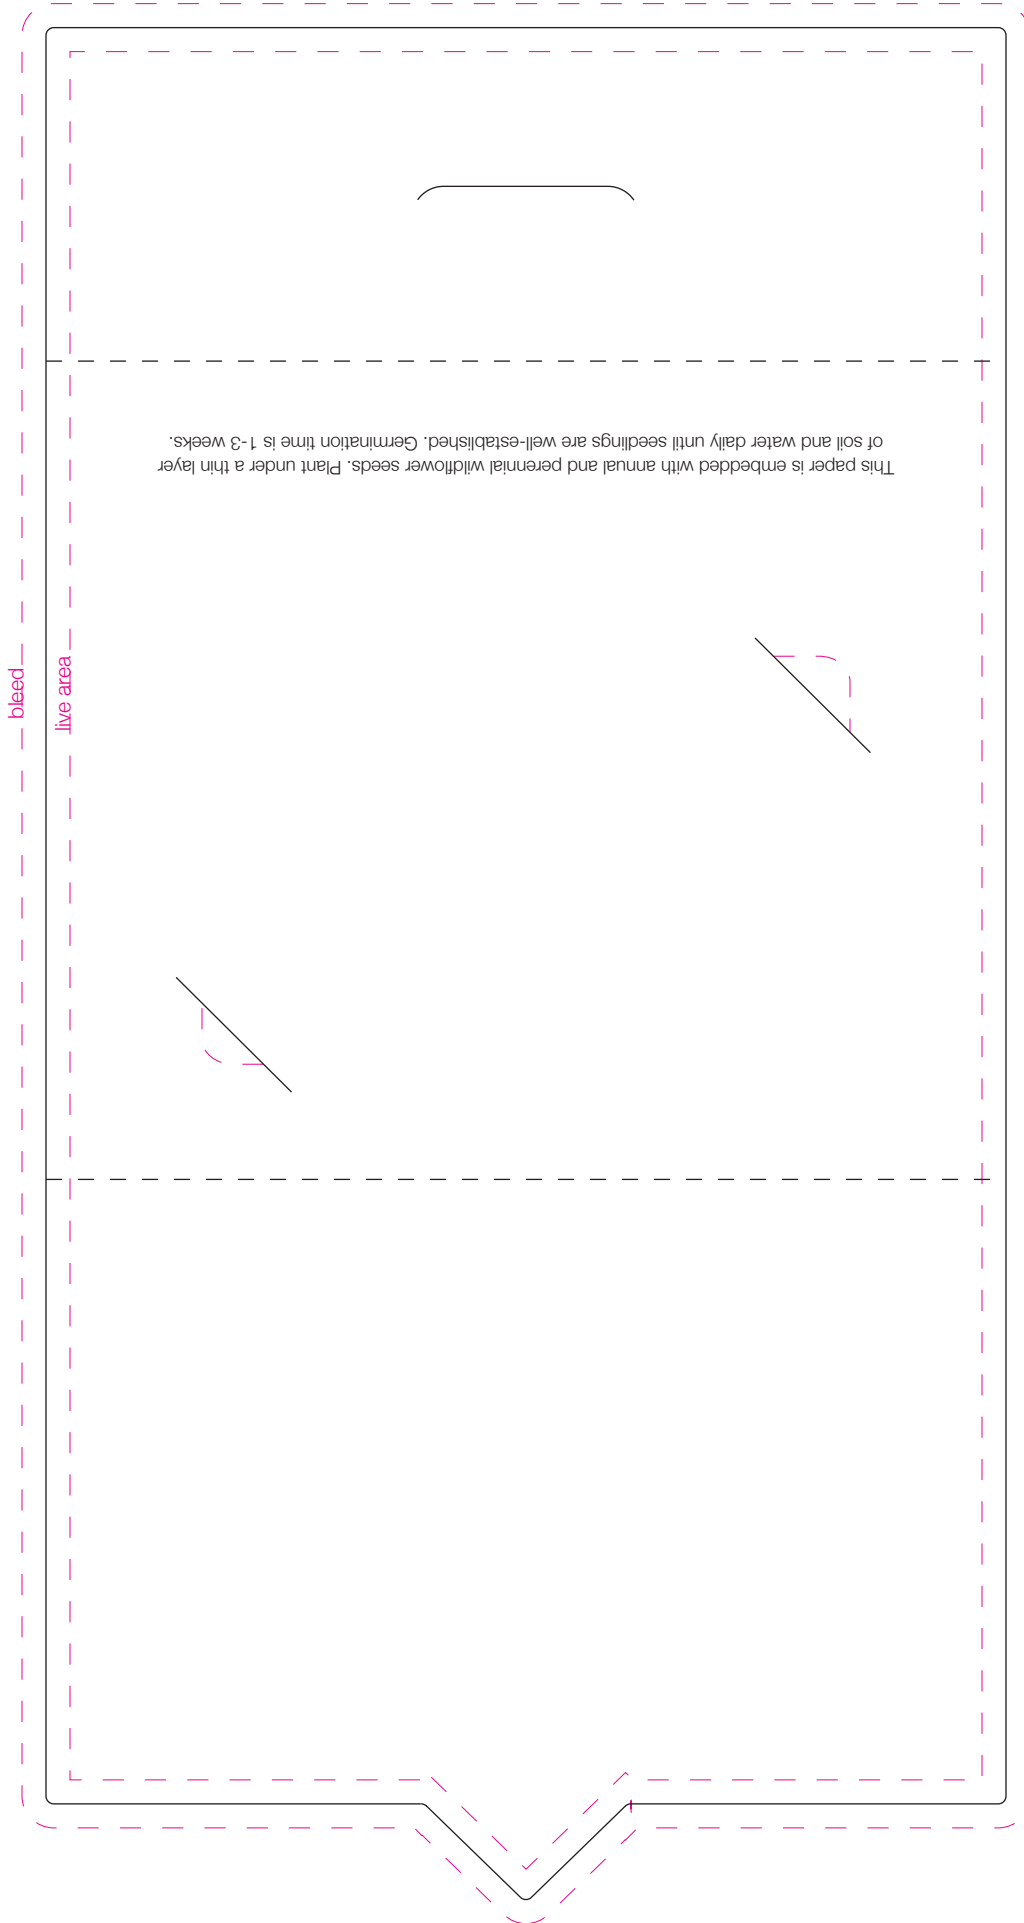 This paper is embedded with annual and perennial wildflower seeds. Plant under a thin layer
of soil and water daily until seedlings are well-established. Germination time is 1-3 weeks.
bleed
live area